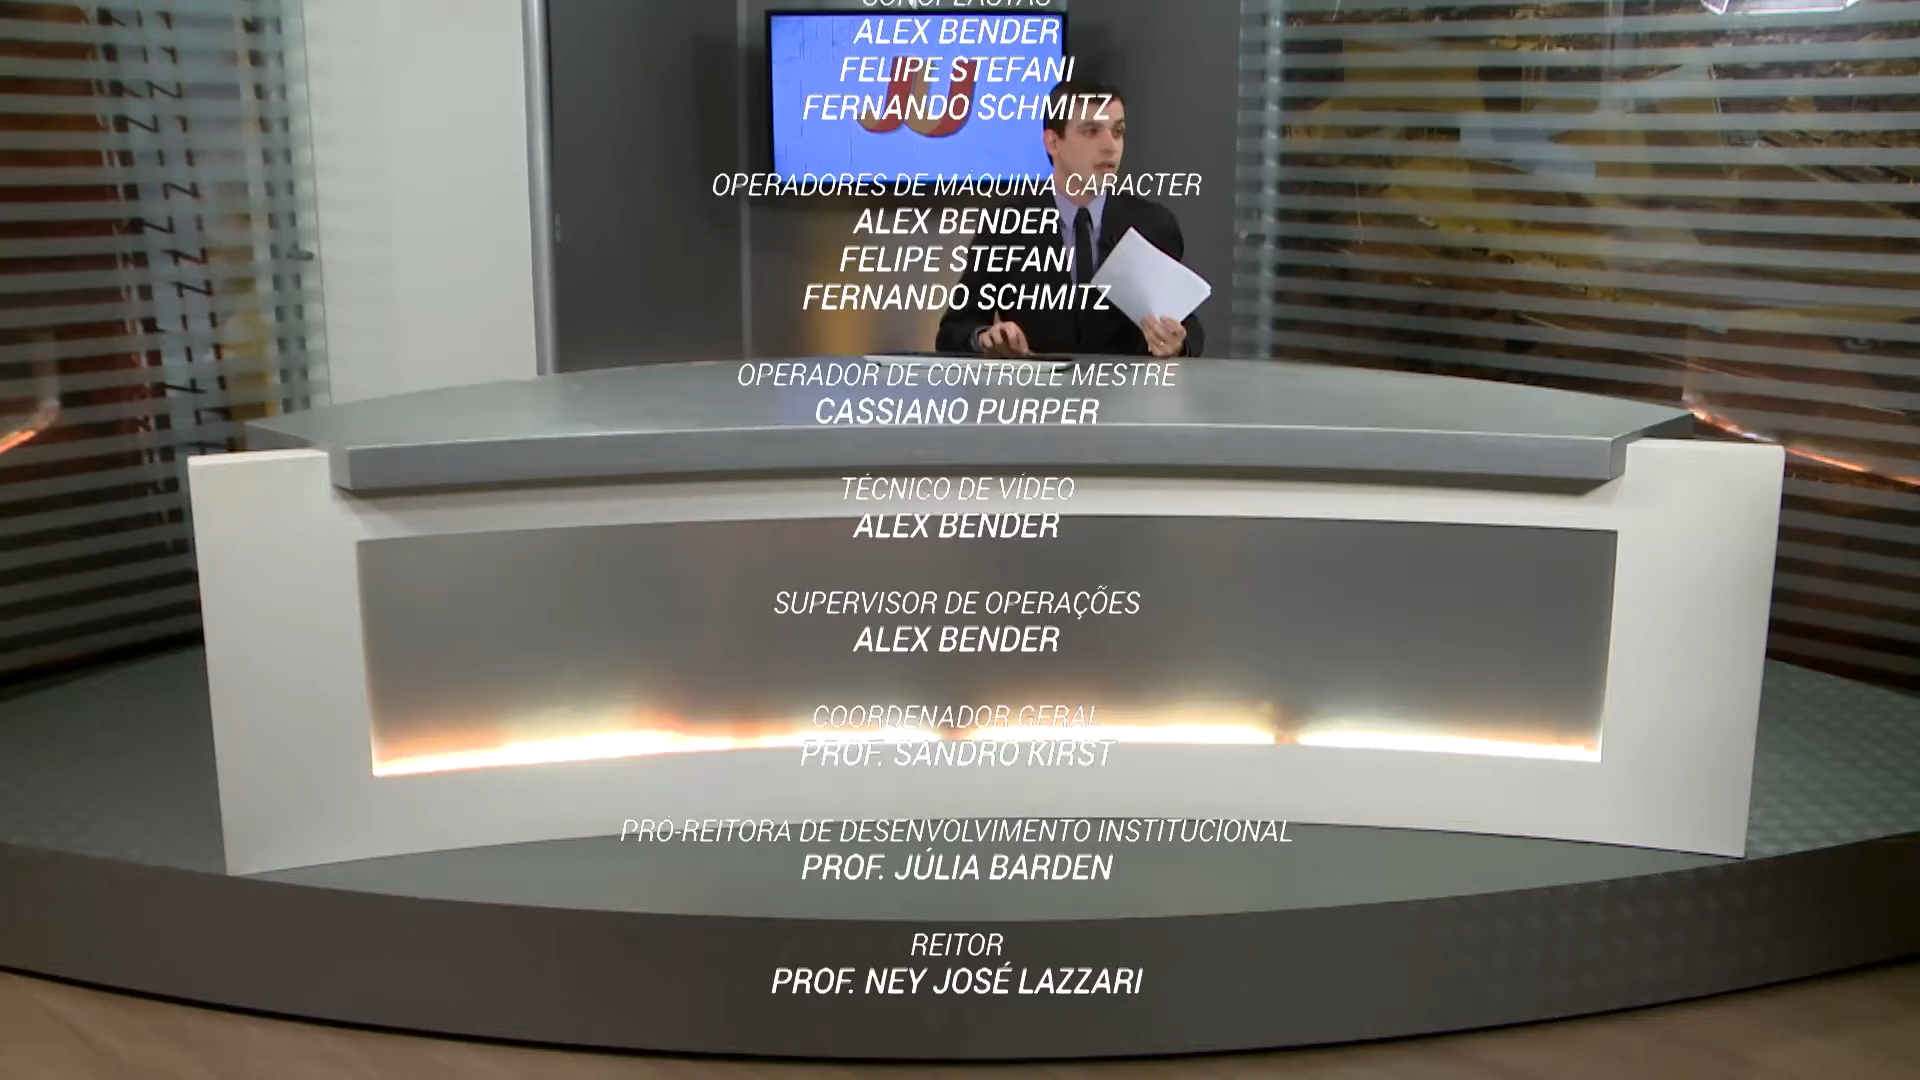 SONOPLASTAS
ALEX BENDER
FELIPE STEFANI
FERNANDO SCHMITZ
OPERADORES DE MÁQUINA CARACTER
ALEX BENDER
FELIPE STEFANI
FERNANDO SCHMITZ
OPERADOR DE CONTROLE MESTRE
CASSIANO PURPER
TÉCNICO DE VÍDEO
ALEX BENDER
SUPERVISOR DE OPERAÇÕES
ALEX BENDER
COORDENADOR GERAL
PROF. SANDRO KIRST
PRÓ-REITORA DE DESENVOLVIMENTO INSTITUCIONAL
PROF. JÚLIA BARDEN
REITOR
PROF. NEY JOSÉ LAZZARI